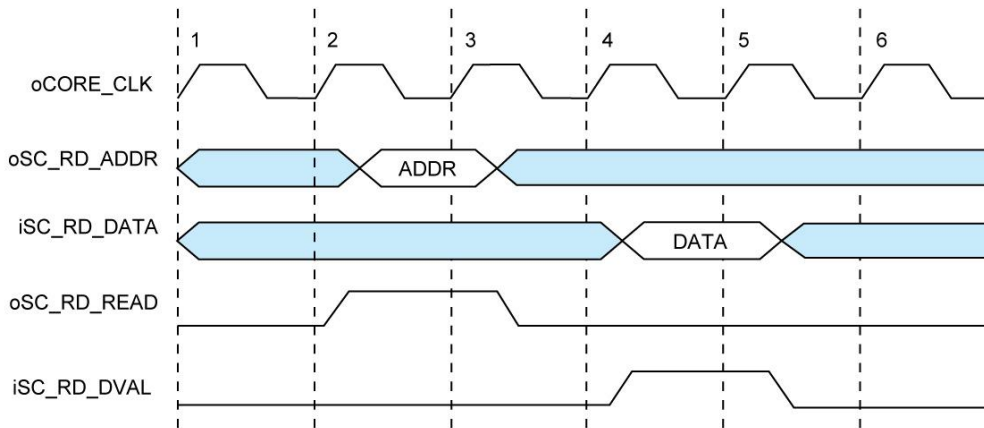 1 2 3 4 5 6
oCORE_CLK
oSC_RD_ADDR ADDR
iSC_RD_DATA DATA
oSC_RD_READ
iSC_RD_DVAL